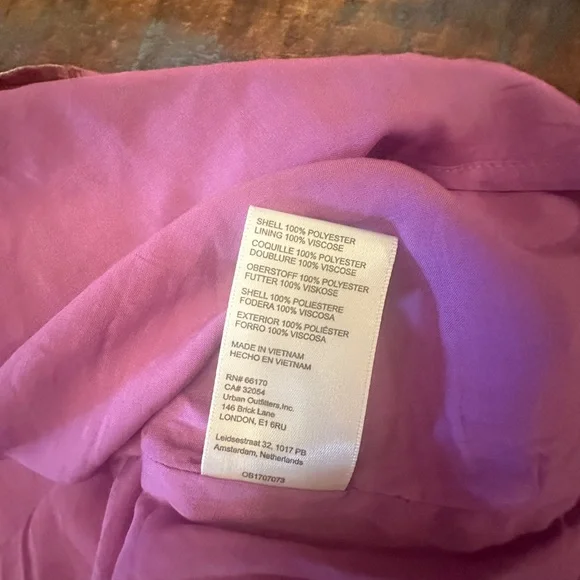 SHELL 100% POLYESTER
LINING 100% VISCOSE
COQUILLE 100% POLYESTER
DOUBLURE 100% VISCOSE
OBERSTOFF 100% POLYESTER
FUTTER 100% VISKOSE
SHELL 100% POLIESTERE
FODERA 100% VISCOSA
EXTERIOR 100% POLIÉSTER
FORRO 100% VISCOSA
MADE IN VIETNAM
HECHO EN VIETNAM
RN# 66170
CA# 32054
Urban Outfitters,Inc.
146 Brick Lane
LONDON, E1 6RU
Leidsestraat 32, 1017 PB
Amsterdam, Netherlands
OB1707073